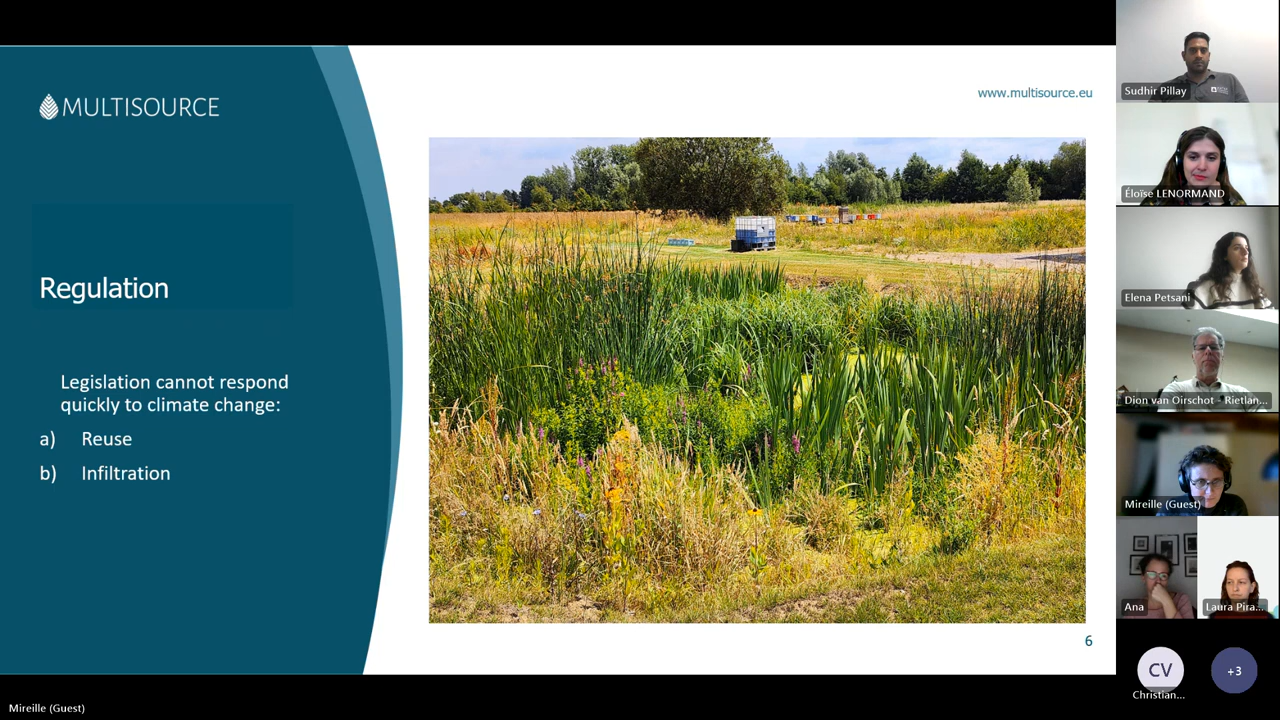 MULTISOURCE
www.multisource.eu
Regulation
Legislation cannot respond
quickly to climate change:
a) Reuse
b) Infiltration
6
Sudhir Pillay
Éloïse LENORMAND
Elena Petsani
Dion van Oirschot - Rietlan...
Mireille (Guest)
Ana
Laura Pira...
CV
Christian...
+3
Mireille (Guest)